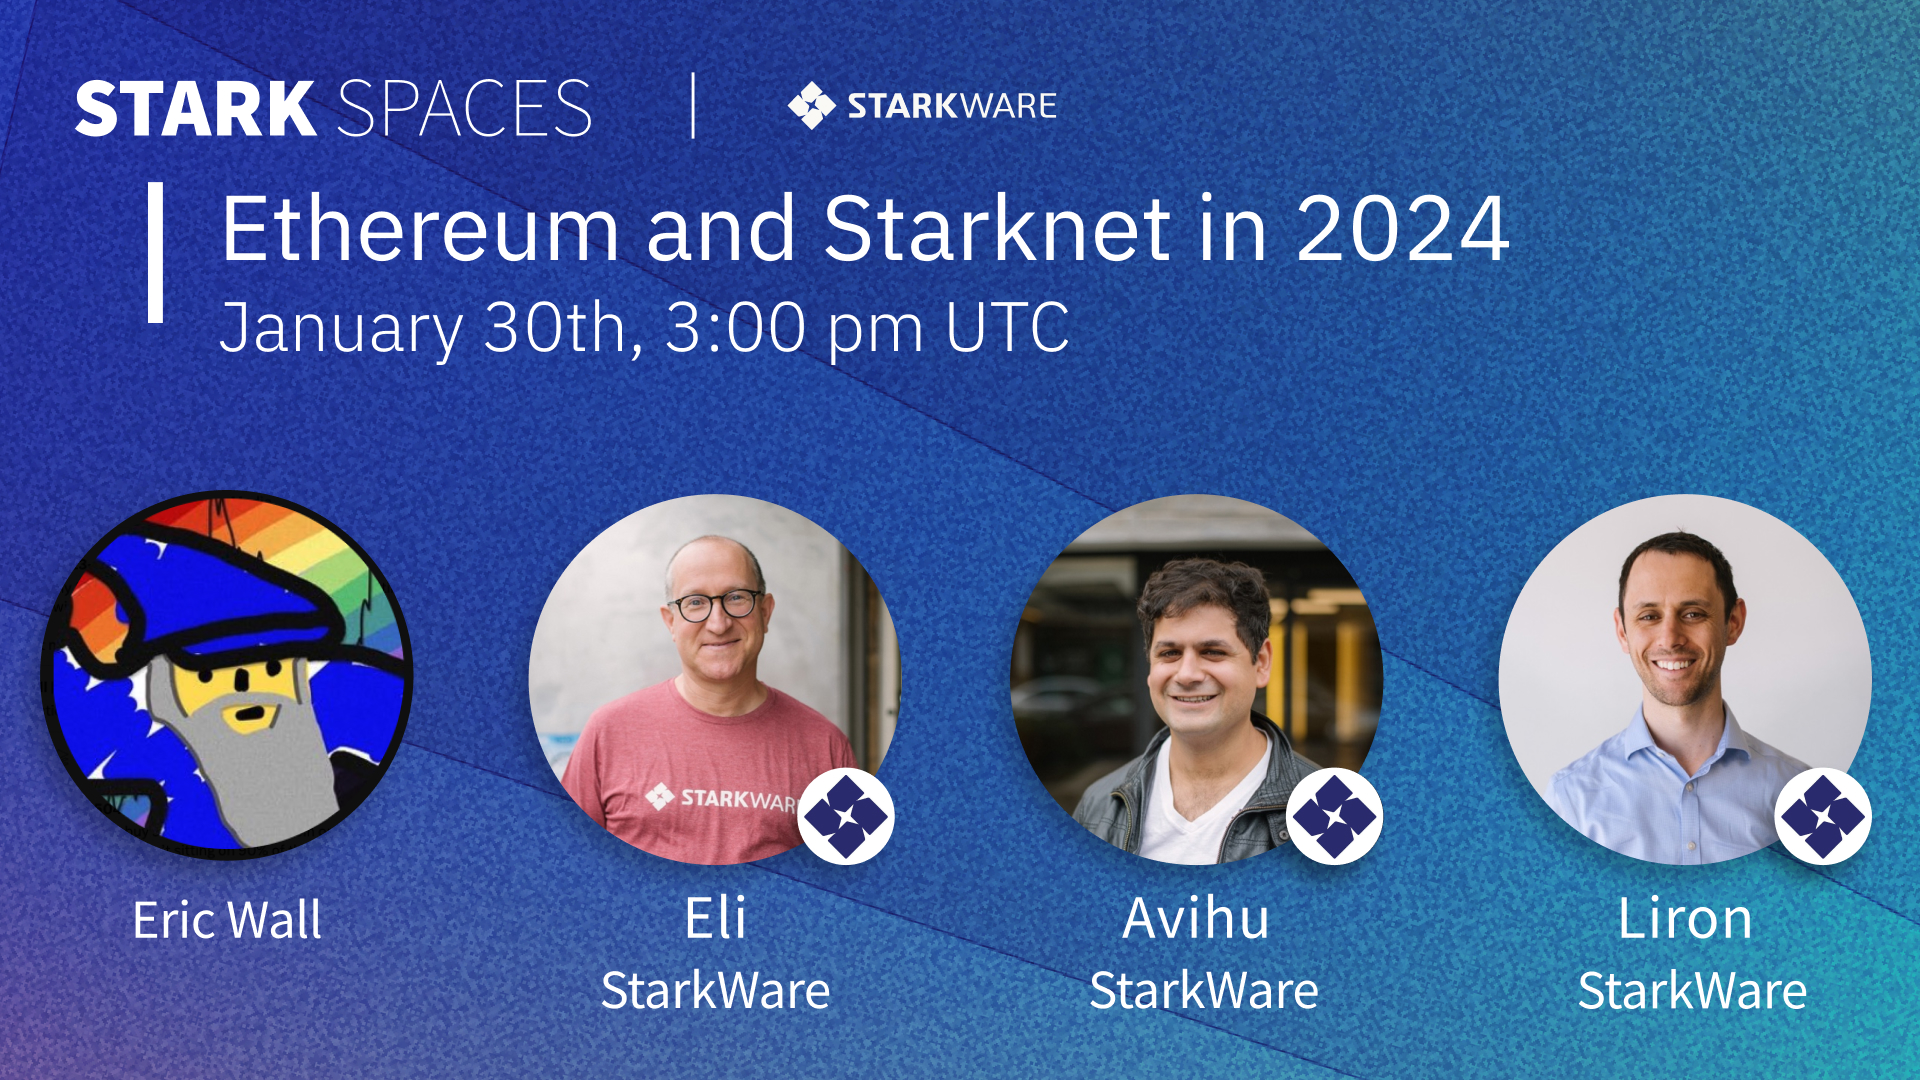 STARK SPACES
STARKWARE
Ethereum and Starknet in 2024
January 30th, 3:00 pm UTC
STARKWAR
Eric Wall
Eli
StarkWare
Avihu
StarkWare
Liron
StarkWare